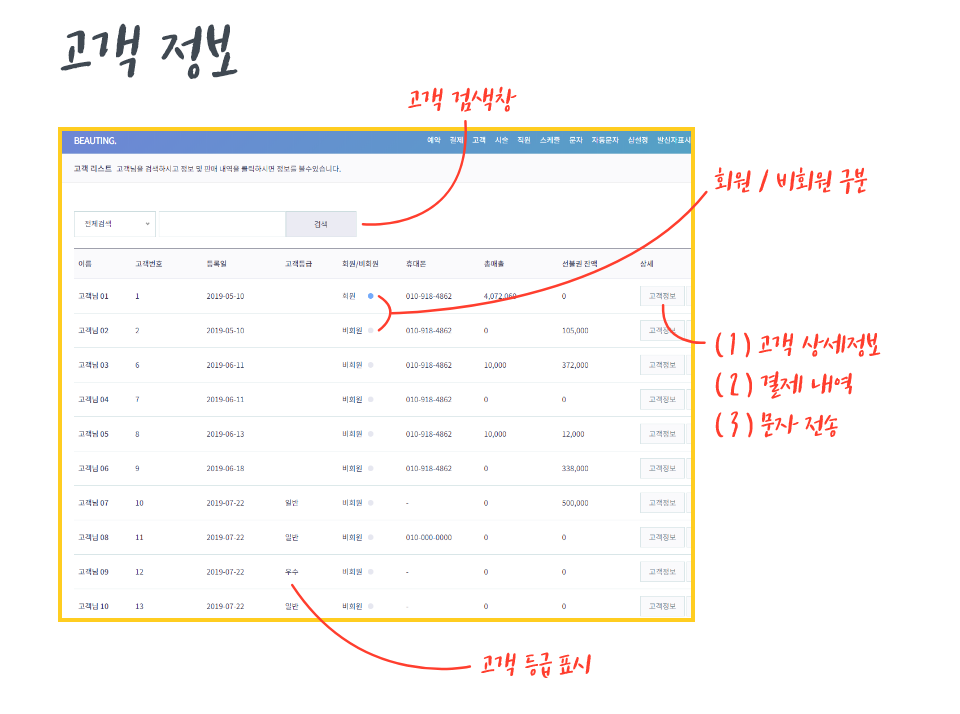 고객 정보
고객 검색창
BEAUTING. 예약 결제 고객 시술 직원 스케쥴 문자 자동문자 샵설정 발신자표시
고객 리스트 고객님을 검색하시고 정보 및 판매 내역을 클릭하시면 정보를 볼수있습니다.
회원 / 비회원 구분
전체검색 검색
이름 고객번호 등록일 고객등급 회원/비회원 휴대폰 총매출 선불권 잔액 상세
고객님 01 1 2019-05-10 회원 010-918-4862 4,072,060 0 고객정보
고객님 02 2 2019-05-10 비회원 010-918-4862 0 105,000 고객정보
(1) 고객 상세정보
고객님 03 6 2019-06-11 비회원 010-918-4862 10,000 372,000 고객정보
(2) 결제 내역
고객님 04 7 2019-06-11 비회원 010-918-4862 0 0 고객정보
(3) 문자 전송
고객님 05 8 2019-06-13 비회원 010-918-4862 10,000 12,000 고객정보
고객님 06 9 2019-06-18 비회원 010-918-4862 0 338,000 고객정보
고객님 07 10 2019-07-22 일반 비회원 - 0 500,000 고객정보
고객님 08 11 2019-07-22 일반 비회원 010-000-0000 0 0 고객정보
고객님 09 12 2019-07-22 우수 비회원 - 0 0 고객정보
고객님 10 13 2019-07-22 일반 비회원 - 0 0 고객정보
고객 등급 표시